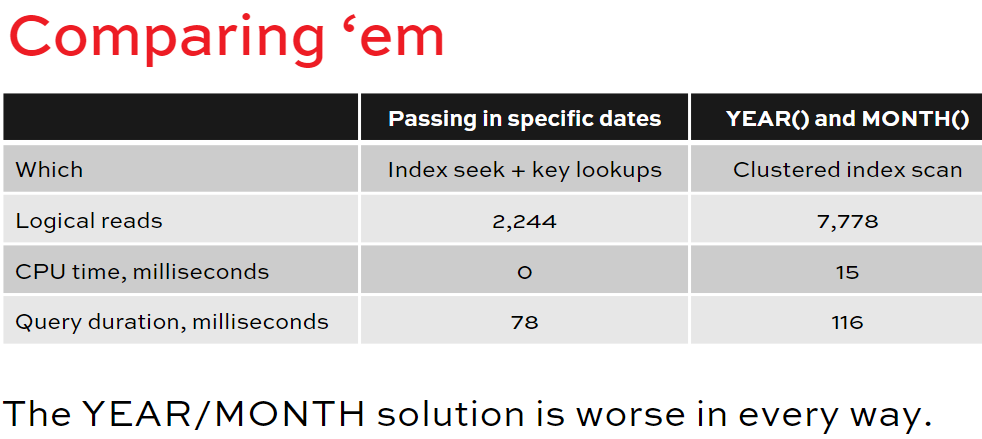 Comparing ‘em
Passing in specific dates YEAR() and MONTH()
Which Index seek + key lookups Clustered index scan
Logical reads 2,244 7,778
CPU time, milliseconds 0 15
Query duration, milliseconds 78 116
The YEAR/MONTH solution is worse in every way.